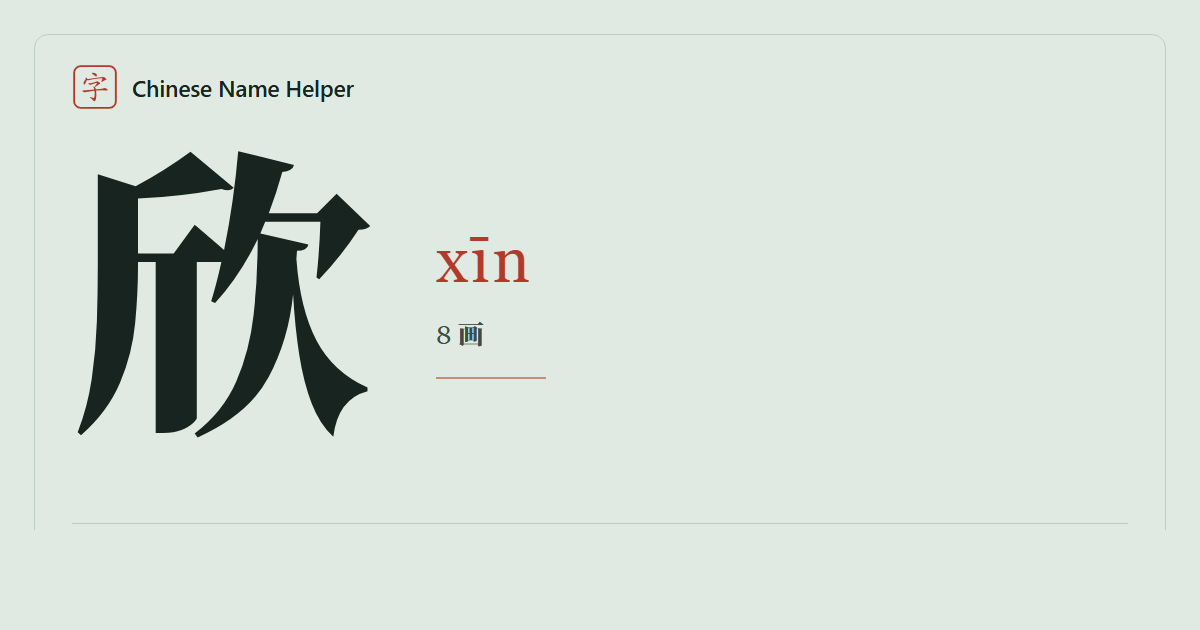 字 Chinese Name Helper
欣
xīn
8 画